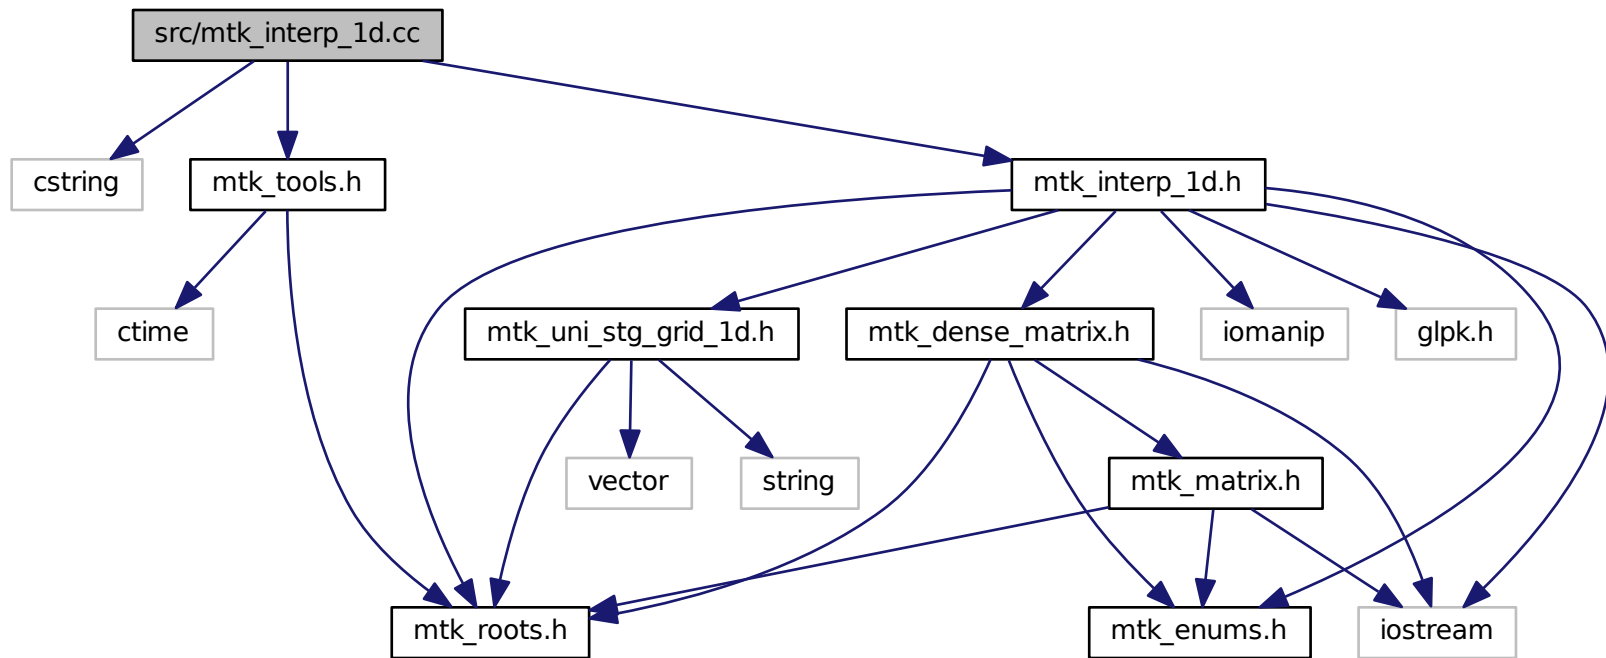 src/mtk_interp_1d.cc
cstring
mtk_tools.h
mtk_interp_1d.h
ctime
mtk_uni_stg_grid_1d.h
mtk_dense_matrix.h
iomanip
glpk.h
vector
string
mtk_matrix.h
mtk_roots.h
mtk_enums.h
iostream